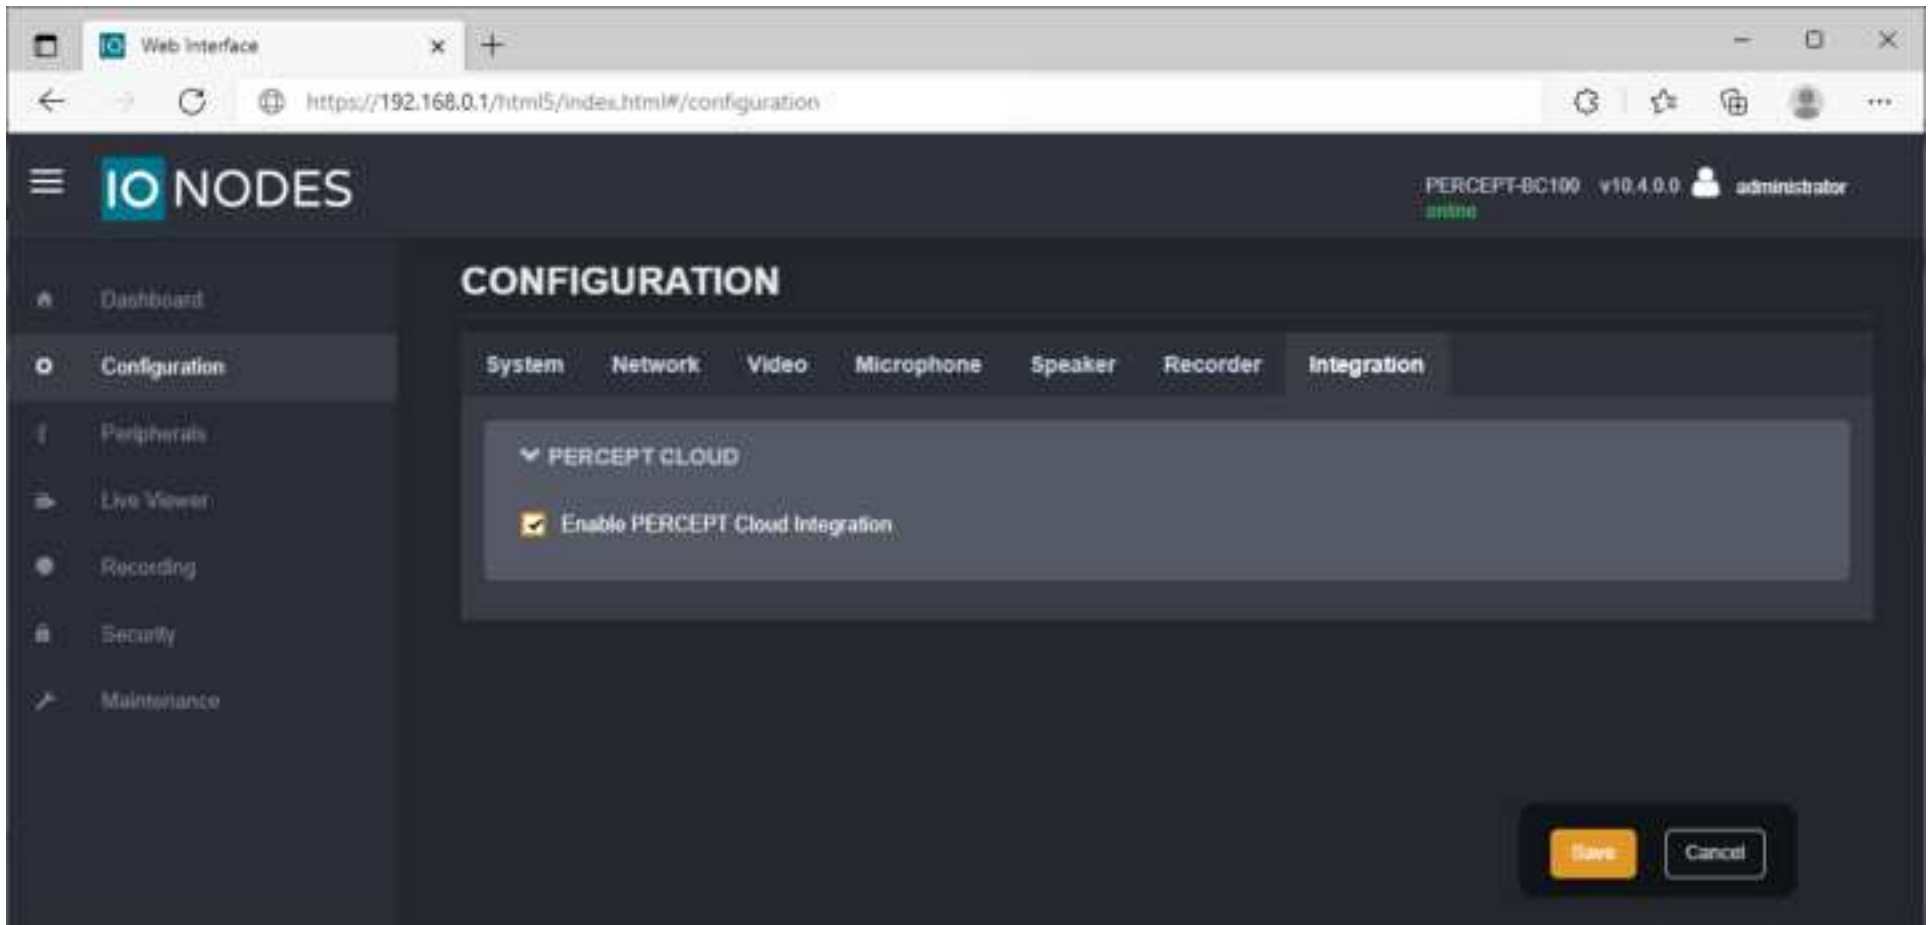 Web Interface
https://192.168.0.1/html5/index.html#/configuration
IO NODES
PERCEPT-BC100 v10.4.0.0 administrator
online
CONFIGURATION
Dashboard
Configuration
System Network Video Microphone Speaker Recorder Integration
Peripherals
PERCEPT CLOUD
Live Viewer
Enable PERCEPT Cloud Integration
Recording
Security
Maintenance
Save Cancel